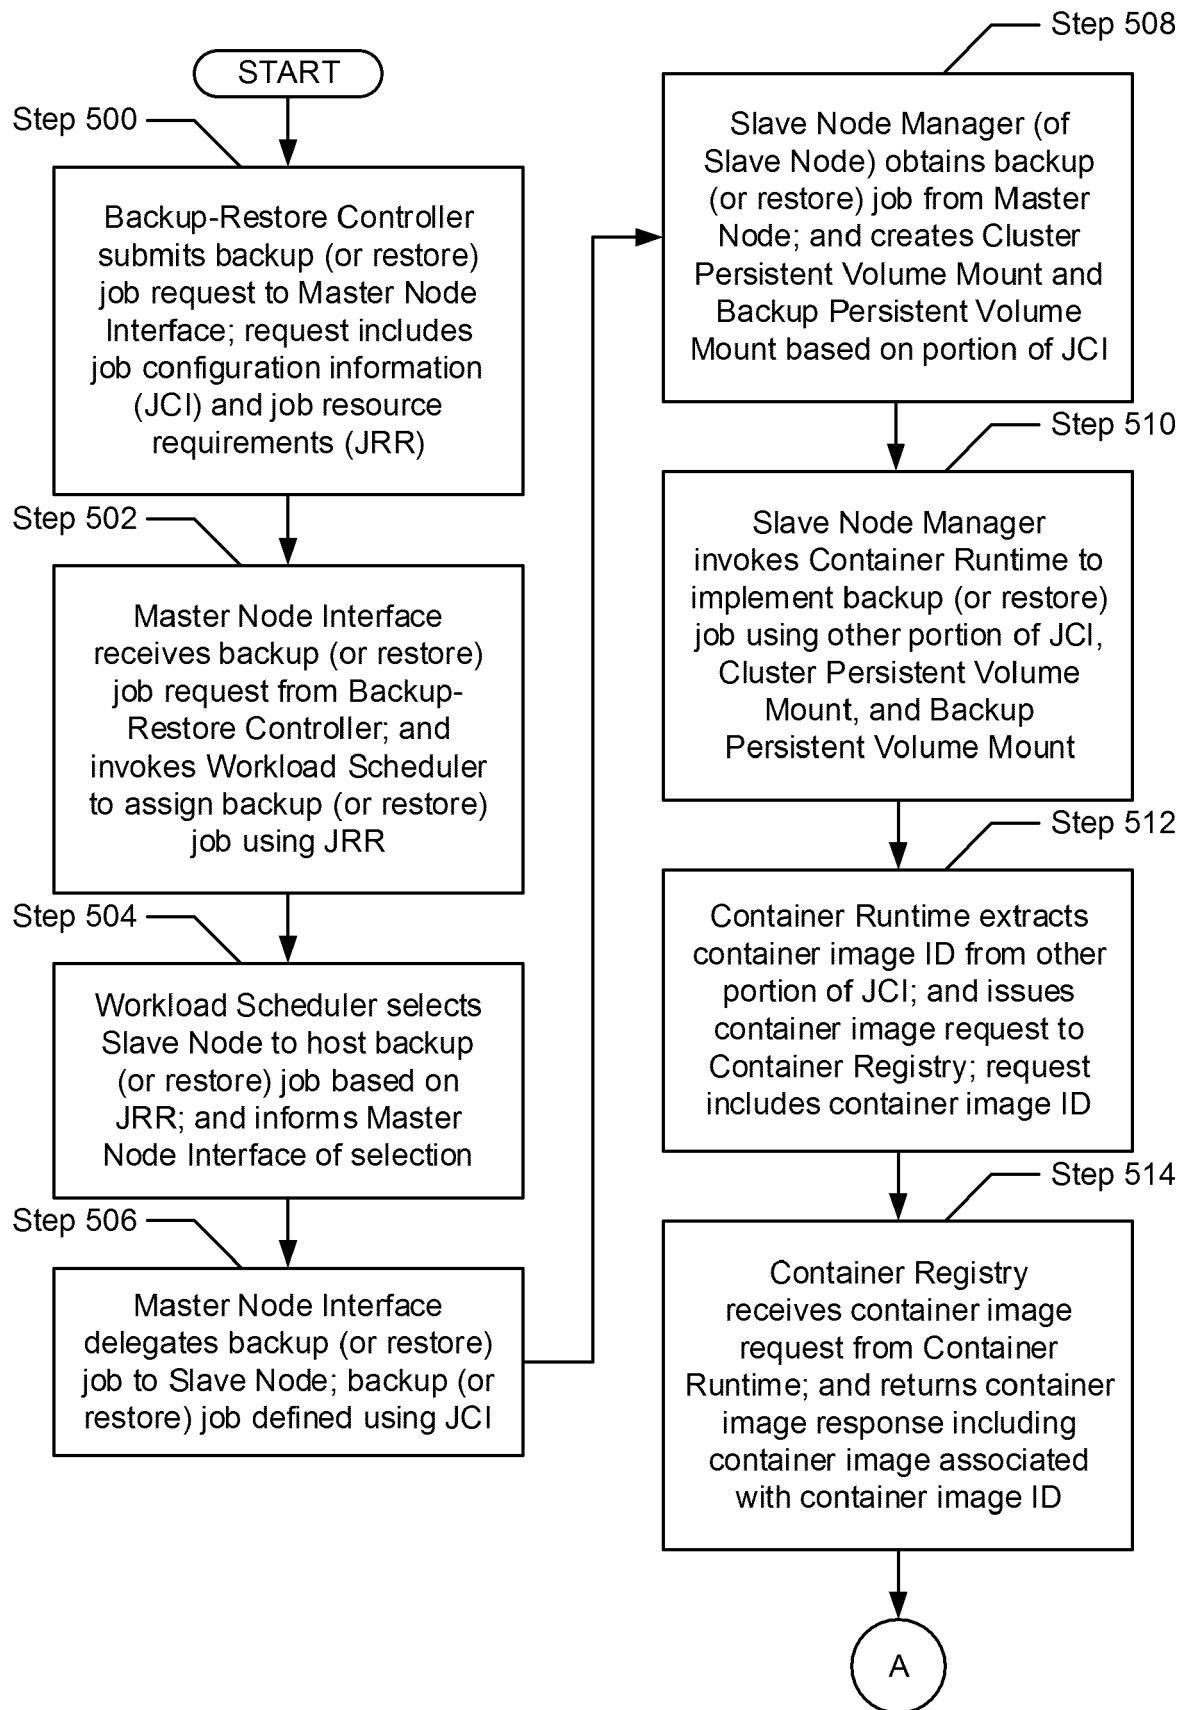 START
Step 500
Backup-Restore Controller
submits backup (or restore)
job request to Master Node
Interface; request includes
job configuration information
(JCI) and job resource
requirements (JRR)
Step 502
Master Node Interface
receives backup (or restore)
job request from Backup-
Restore Controller; and
invokes Workload Scheduler
to assign backup (or restore)
job using JRR
Step 504
Workload Scheduler selects
Slave Node to host backup
(or restore) job based on
JRR; and informs Master
Node Interface of selection
Step 506
Master Node Interface
delegates backup (or restore)
job to Slave Node; backup (or
restore) job defined using JCI
Step 508
Slave Node Manager (of
Slave Node) obtains backup
(or restore) job from Master
Node; and creates Cluster
Persistent Volume Mount and
Backup Persistent Volume
Mount based on portion of JCI
Step 510
Slave Node Manager
invokes Container Runtime to
implement backup (or restore)
job using other portion of JCI,
Cluster Persistent Volume
Mount, and Backup
Persistent Volume Mount
Step 512
Container Runtime extracts
container image ID from other
portion of JCI; and issues
container image request to
Container Registry; request
includes container image ID
Step 514
Container Registry
receives container image
request from Container
Runtime; and returns container
image response including
container image associated
with container image ID
A